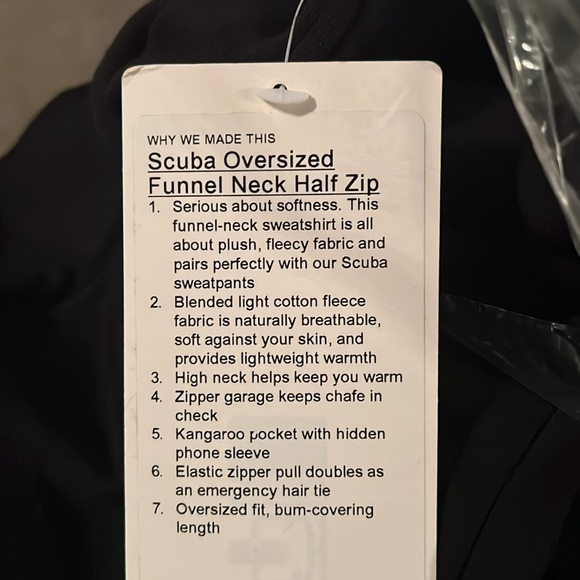 WHY WE MADE THIS
Scuba Oversized
Funnel Neck Half Zip
1. Serious about softness. This
funnel-neck sweatshirt is all
about plush, fleecy fabric and
pairs perfectly with our Scuba
sweatpants
2. Blended light cotton fleece
fabric is naturally breathable,
soft against your skin, and
provides lightweight warmth
3. High neck helps keep you warm
4. Zipper garage keeps chafe in
check
5. Kangaroo pocket with hidden
phone sleeve
6. Elastic zipper pull doubles as
an emergency hair tie
7. Oversized fit, bum-covering
length